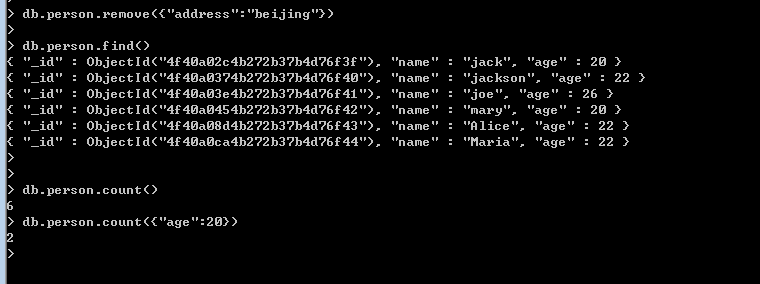 > db.person.remove({"address":"beijing"})
>
> db.person.find()
{ "_id" : ObjectId("4f40a02c4b272b37b4d76f3f"), "name" : "jack", "age" : 20 }
{ "_id" : ObjectId("4f40a0374b272b37b4d76f40"), "name" : "jackson", "age" : 22 }
{ "_id" : ObjectId("4f40a03e4b272b37b4d76f41"), "name" : "joe", "age" : 26 }
{ "_id" : ObjectId("4f40a0454b272b37b4d76f42"), "name" : "mary", "age" : 20 }
{ "_id" : ObjectId("4f40a08d4b272b37b4d76f43"), "name" : "Alice", "age" : 22 }
{ "_id" : ObjectId("4f40a0ca4b272b37b4d76f44"), "name" : "Maria", "age" : 22 }
>
>
> db.person.count()
6
> db.person.count({"age":20})
2
>